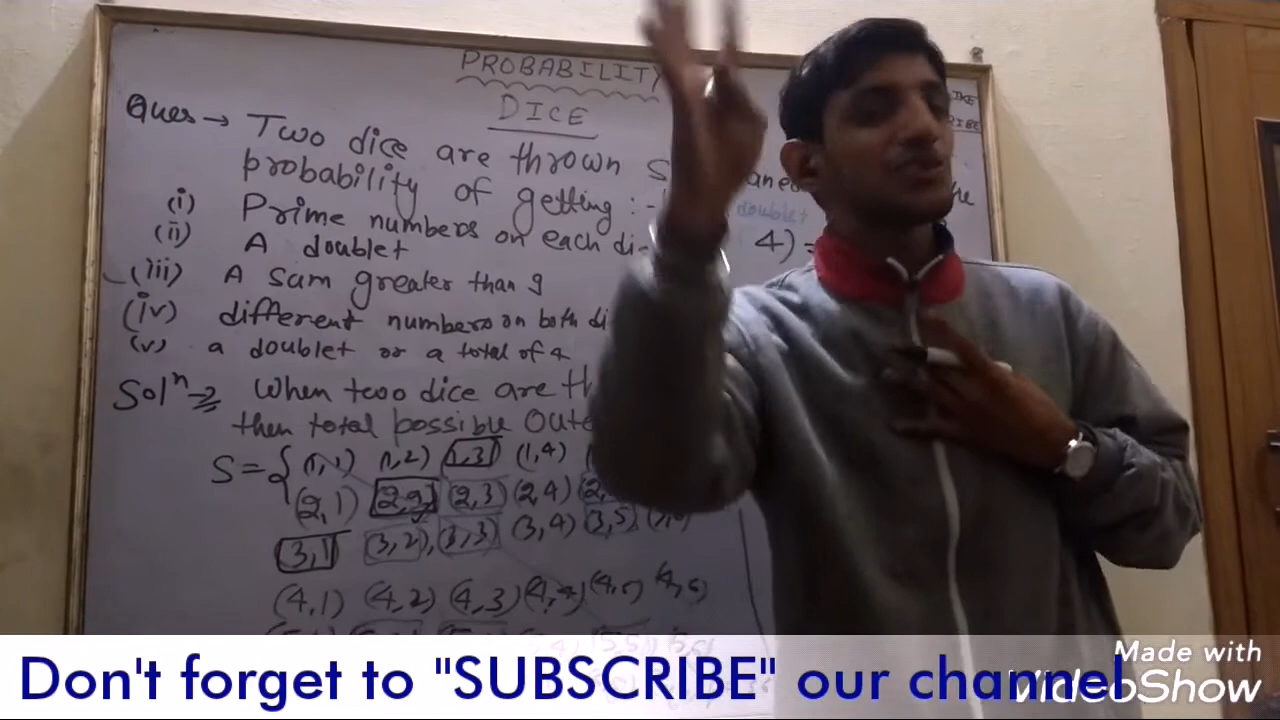 PROBABILITY
DICE
Ques → Two dice are thrown
probability of getting :-
(i) Prime numbers on each di
(ii) A doublet
(iii) A sum greater than 9
(iv) different numbers on both di
(v) a doublet or a total of 4
doublet
4) =
Solⁿ ⇒ When two dice are th
then total possible Outc
S = { (1,1) (1,2) (1,3) (1,4)
(2,1) (2,2) (2,3) (2,4) (2,
(3,1) (3,2), (3,3) (3,4) (3,5)
(4,1) (4,2) (4,3) (4,4) (4,5) (4,6)
Don't forget to "SUBSCRIBE" our channel
Made with
VideoShow